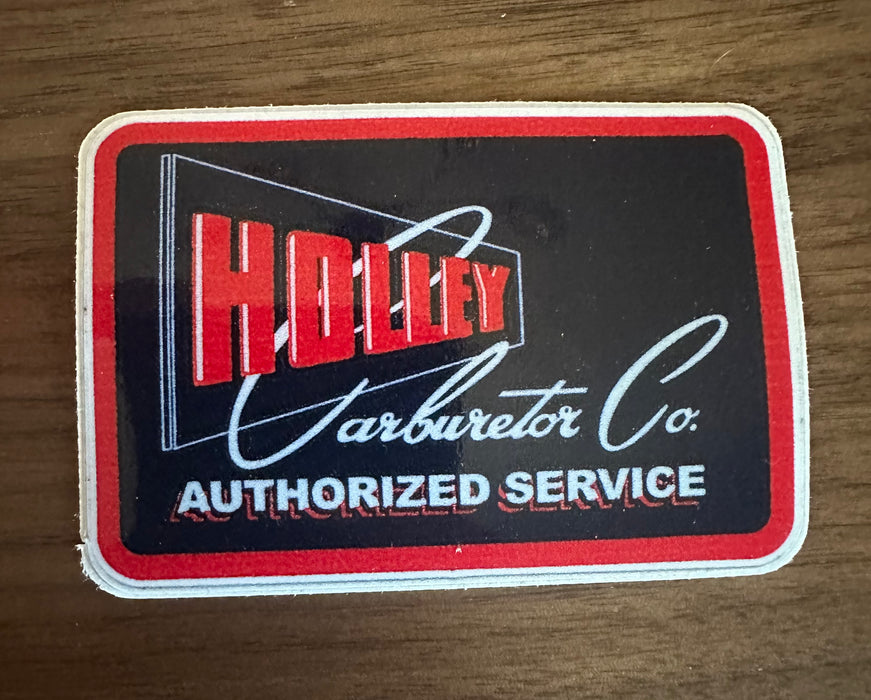 HOLLEY
Carburetor Co.
AUTHORIZED SERVICE